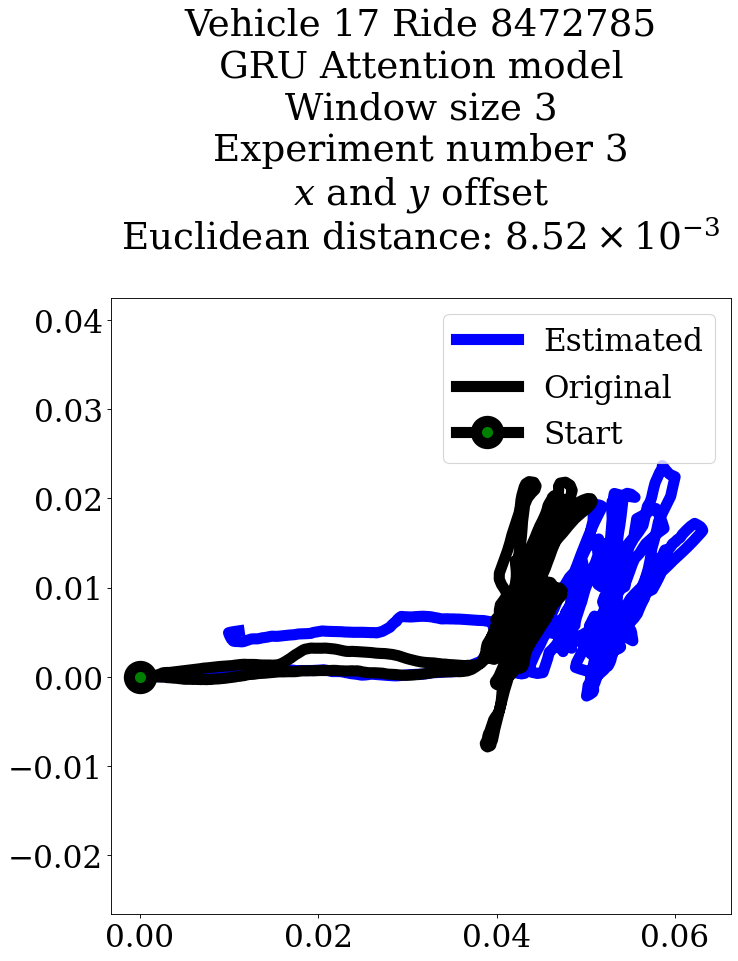 Vehicle 17 Ride 8472785
GRU Attention model
Window size 3
Experiment number 3
x and y offset
Euclidean distance: 8.52 × 10⁻³
Estimated
Original
Start
0.04
0.03
0.02
0.01
0.00
−0.01
−0.02
0.00 0.02 0.04 0.06